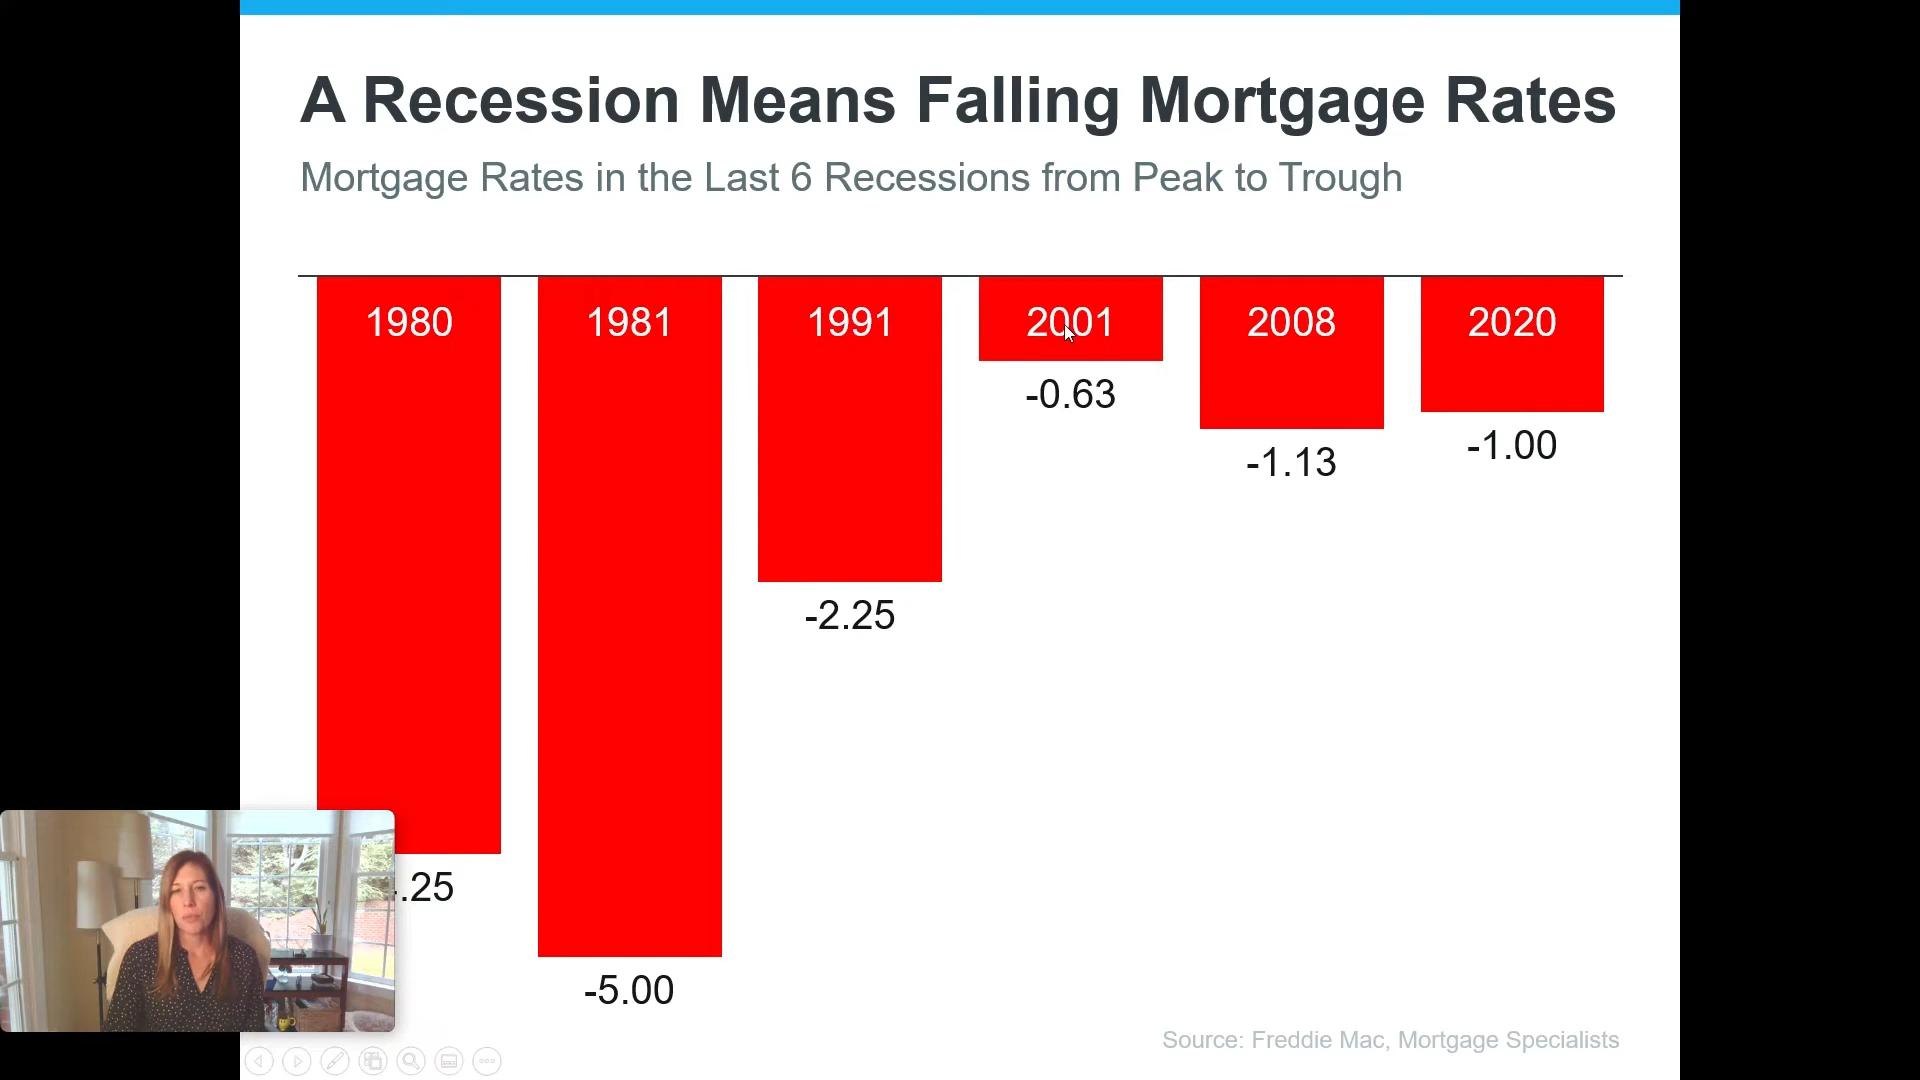 A Recession Means Falling Mortgage Rates
Mortgage Rates in the Last 6 Recessions from Peak to Trough
1980 1981 1991 2001 2008 2020
-0.63
-1.00
-1.13
-2.25
.25
-5.00
Source: Freddie Mac, Mortgage Specialists